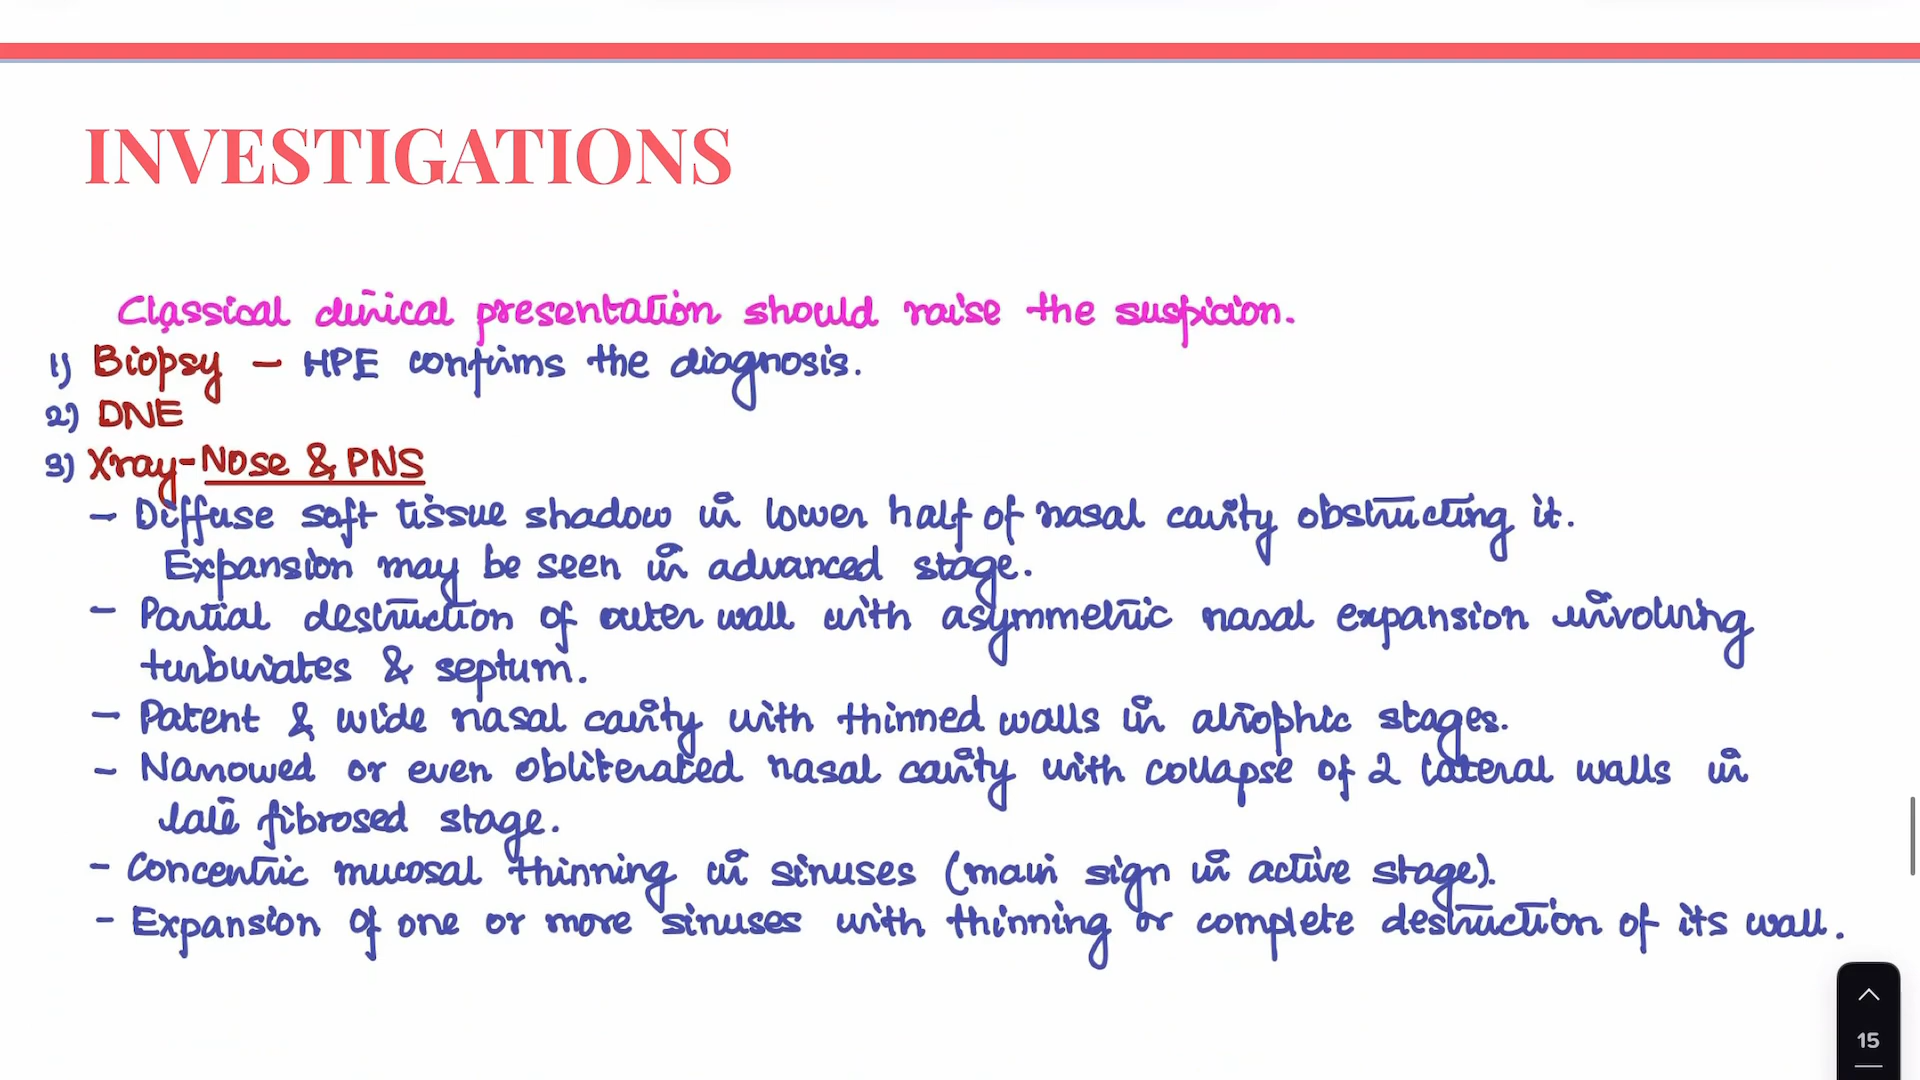 INVESTIGATIONS
Classical clinical presentation should raise the suspicion.
1) Biopsy - HPE confirms the diagnosis.
2) DNE
3) Xray-Nose & PNS
- Diffuse soft tissue shadow in lower half of nasal cavity obstructing it.
Expansion may be seen in advanced stage.
- Partial destruction of outer wall with asymmetric nasal expansion involving
turbinates & septum.
- Patent & wide nasal cavity with thinned walls in atrophic stages.
- Narrowed or even obliterated nasal cavity with collapse of 2 lateral walls in
late fibrosed stage.
- Concentric mucosal thinning in sinuses (main sign in active stage).
- Expansion of one or more sinuses with thinning or complete destruction of its wall.
15